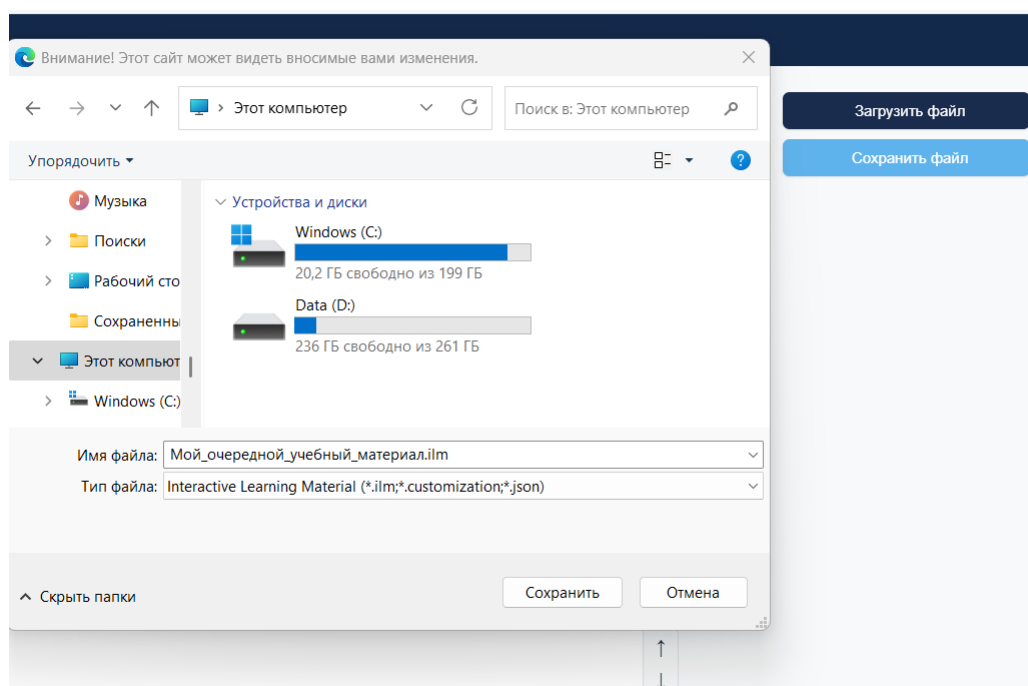 Внимание! Этот сайт может видеть вносимые вами изменения.
Этот компьютер
Поиск в: Этот компьютер
Загрузить файл
Сохранить файл
Упорядочить
Музыка
Поиски
Рабочий сто
Сохраненны
Этот компьют
Windows (C:)
Устройства и диски
Windows (C:)
20,2 ГБ свободно из 199 ГБ
Data (D:)
236 ГБ свободно из 261 ГБ
Имя файла: Мой_очередной_учебный_материал.ilm
Тип файла: Interactive Learning Material (*.ilm;*.customization;*.json)
Скрыть папки
Сохранить
Отмена